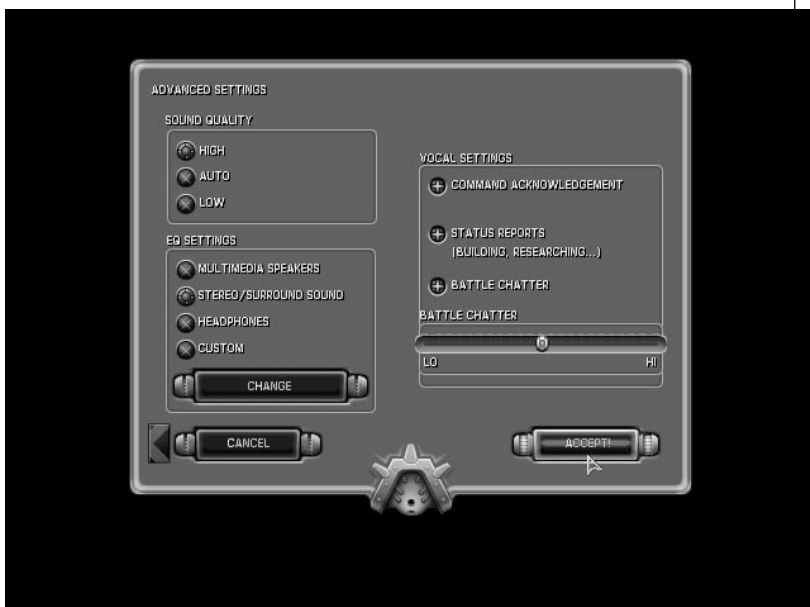 ADVANCED SETTINGS
SOUND QUALITY
HIGH
AUTO
LOW
EQ SETTINGS
MULTIMEDIA SPEAKERS
STEREO/SURROUND SOUND
HEADPHONES
CUSTOM
CHANGE
CANCEL
VOCAL SETTINGS
COMMAND ACKNOWLEDGEMENT
STATUS REPORTS
(BUILDING, RESEARCHING...)
BATTLE CHATTER
BATTLE CHATTER
LO HI
ACCEPT!